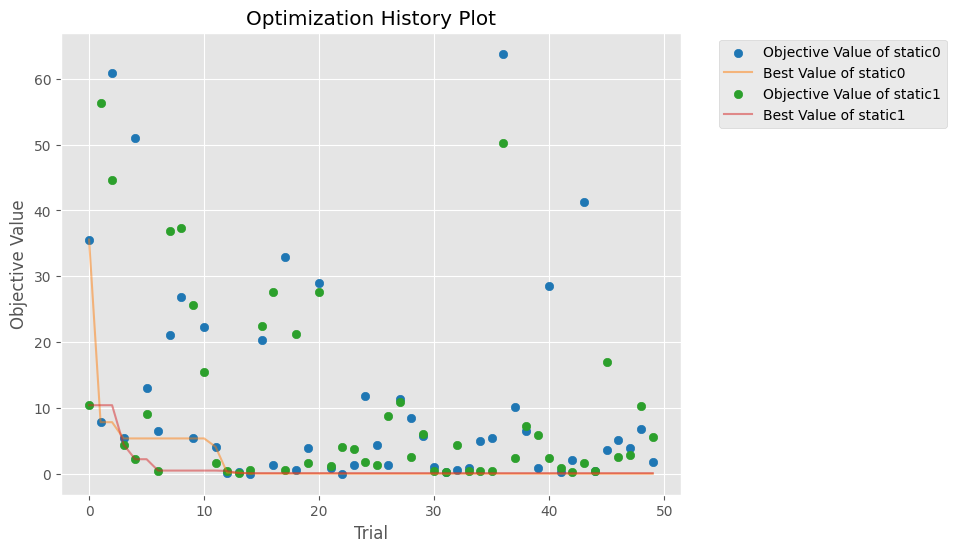 Optimization History Plot
Objective Value
60
50
40
30
20
10
0
0
10
20
30
40
50
Trial
Objective Value of static0
Best Value of static0
Objective Value of static1
Best Value of static1